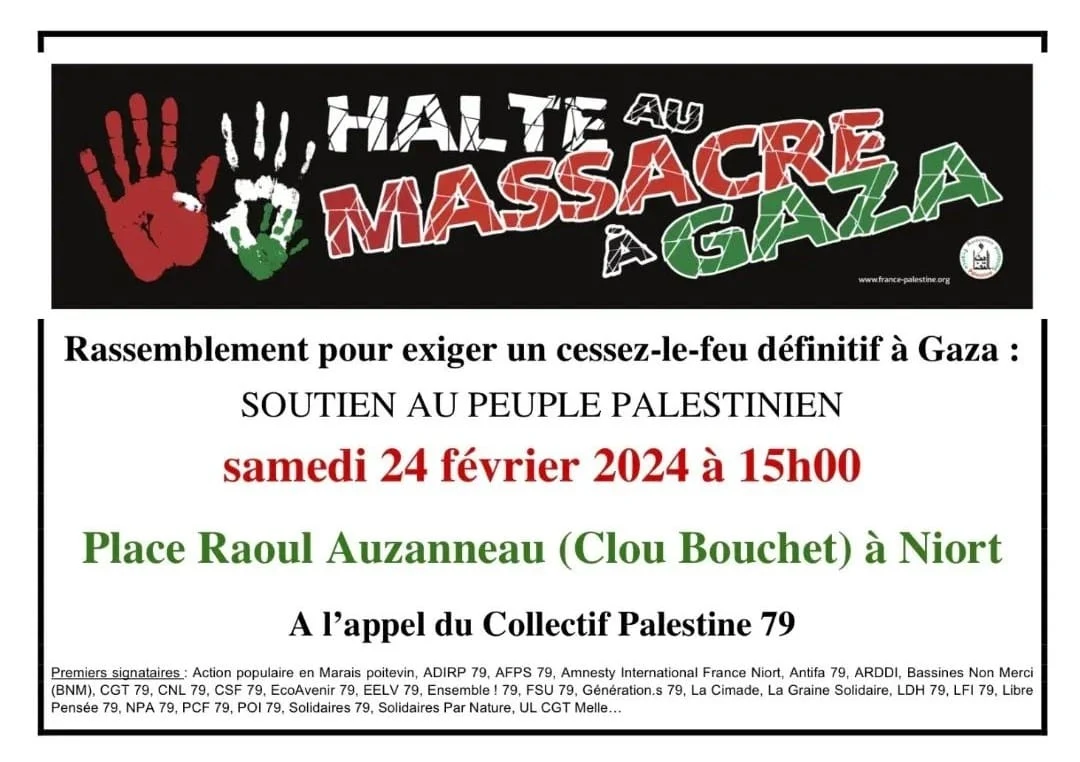 HALTE AU
MASSACRE
À GAZA
www.france-palestine.org
Rassemblement pour exiger un cessez-le-feu définitif à Gaza :
SOUTIEN AU PEUPLE PALESTINIEN
samedi 24 février 2024 à 15h00
Place Raoul Auzanneau (Clou Bouchet) à Niort
A l’appel du Collectif Palestine 79
Premiers signataires : Action populaire en Marais poitevin, ADIRP 79, AFPS 79, Amnesty International France Niort, Antifa 79, ARDDI, Bassines Non Merci
(BNM), CGT 79, CNL 79, CSF 79, EcoAvenir 79, EELV 79, Ensemble ! 79, FSU 79, Génération.s 79, La Cimade, La Graine Solidaire, LDH 79, LFI 79, Libre
Pensée 79, NPA 79, PCF 79, POI 79, Solidaires 79, Solidaires Par Nature, UL CGT Melle…